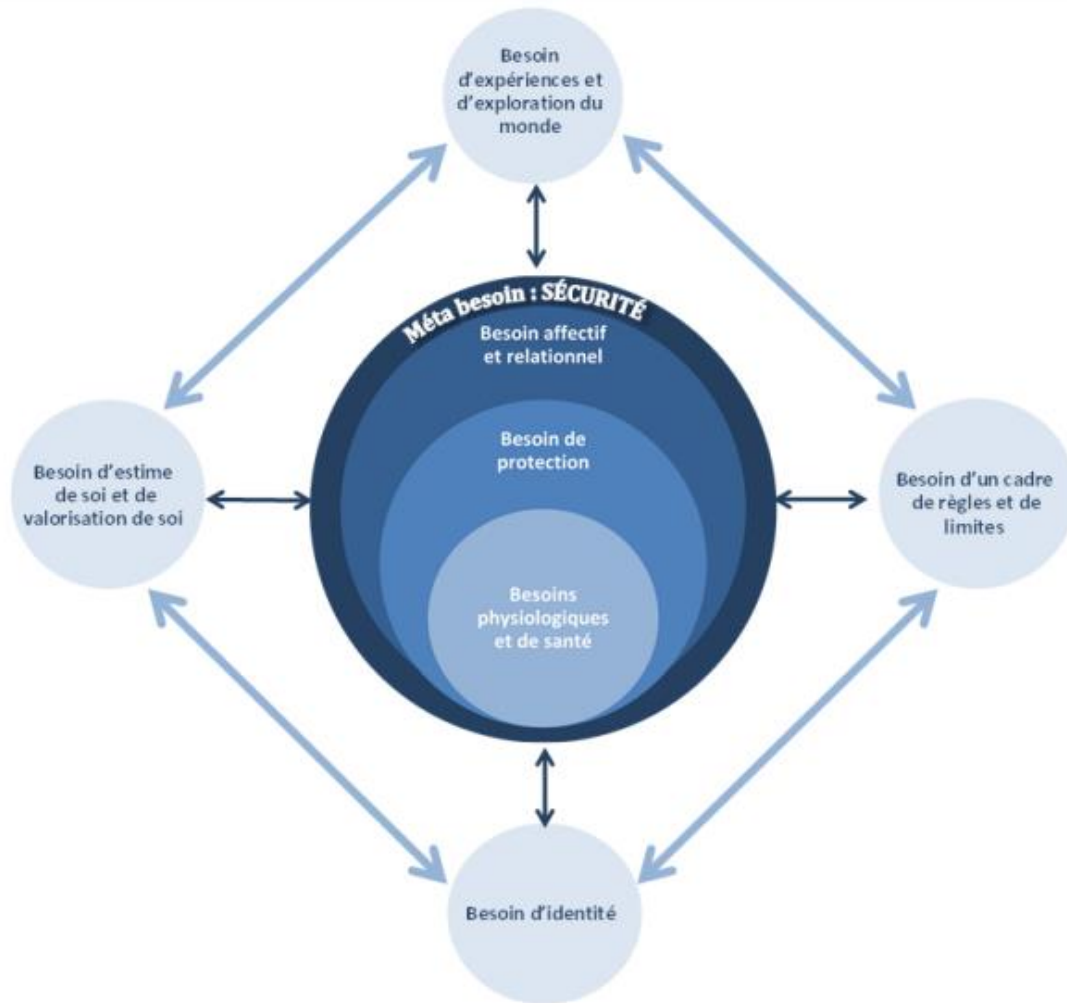 Besoin
d'expériences et
d'exploration du
monde
Méta besoin : SÉCURITÉ
Besoin affectif
et relationnel
Besoin de
protection
Besoins
physiologiques
et de santé
Besoin d'estime
de soi et de
valorisation de soi
Besoin d'un cadre
de règles et de
limites
Besoin d'identité